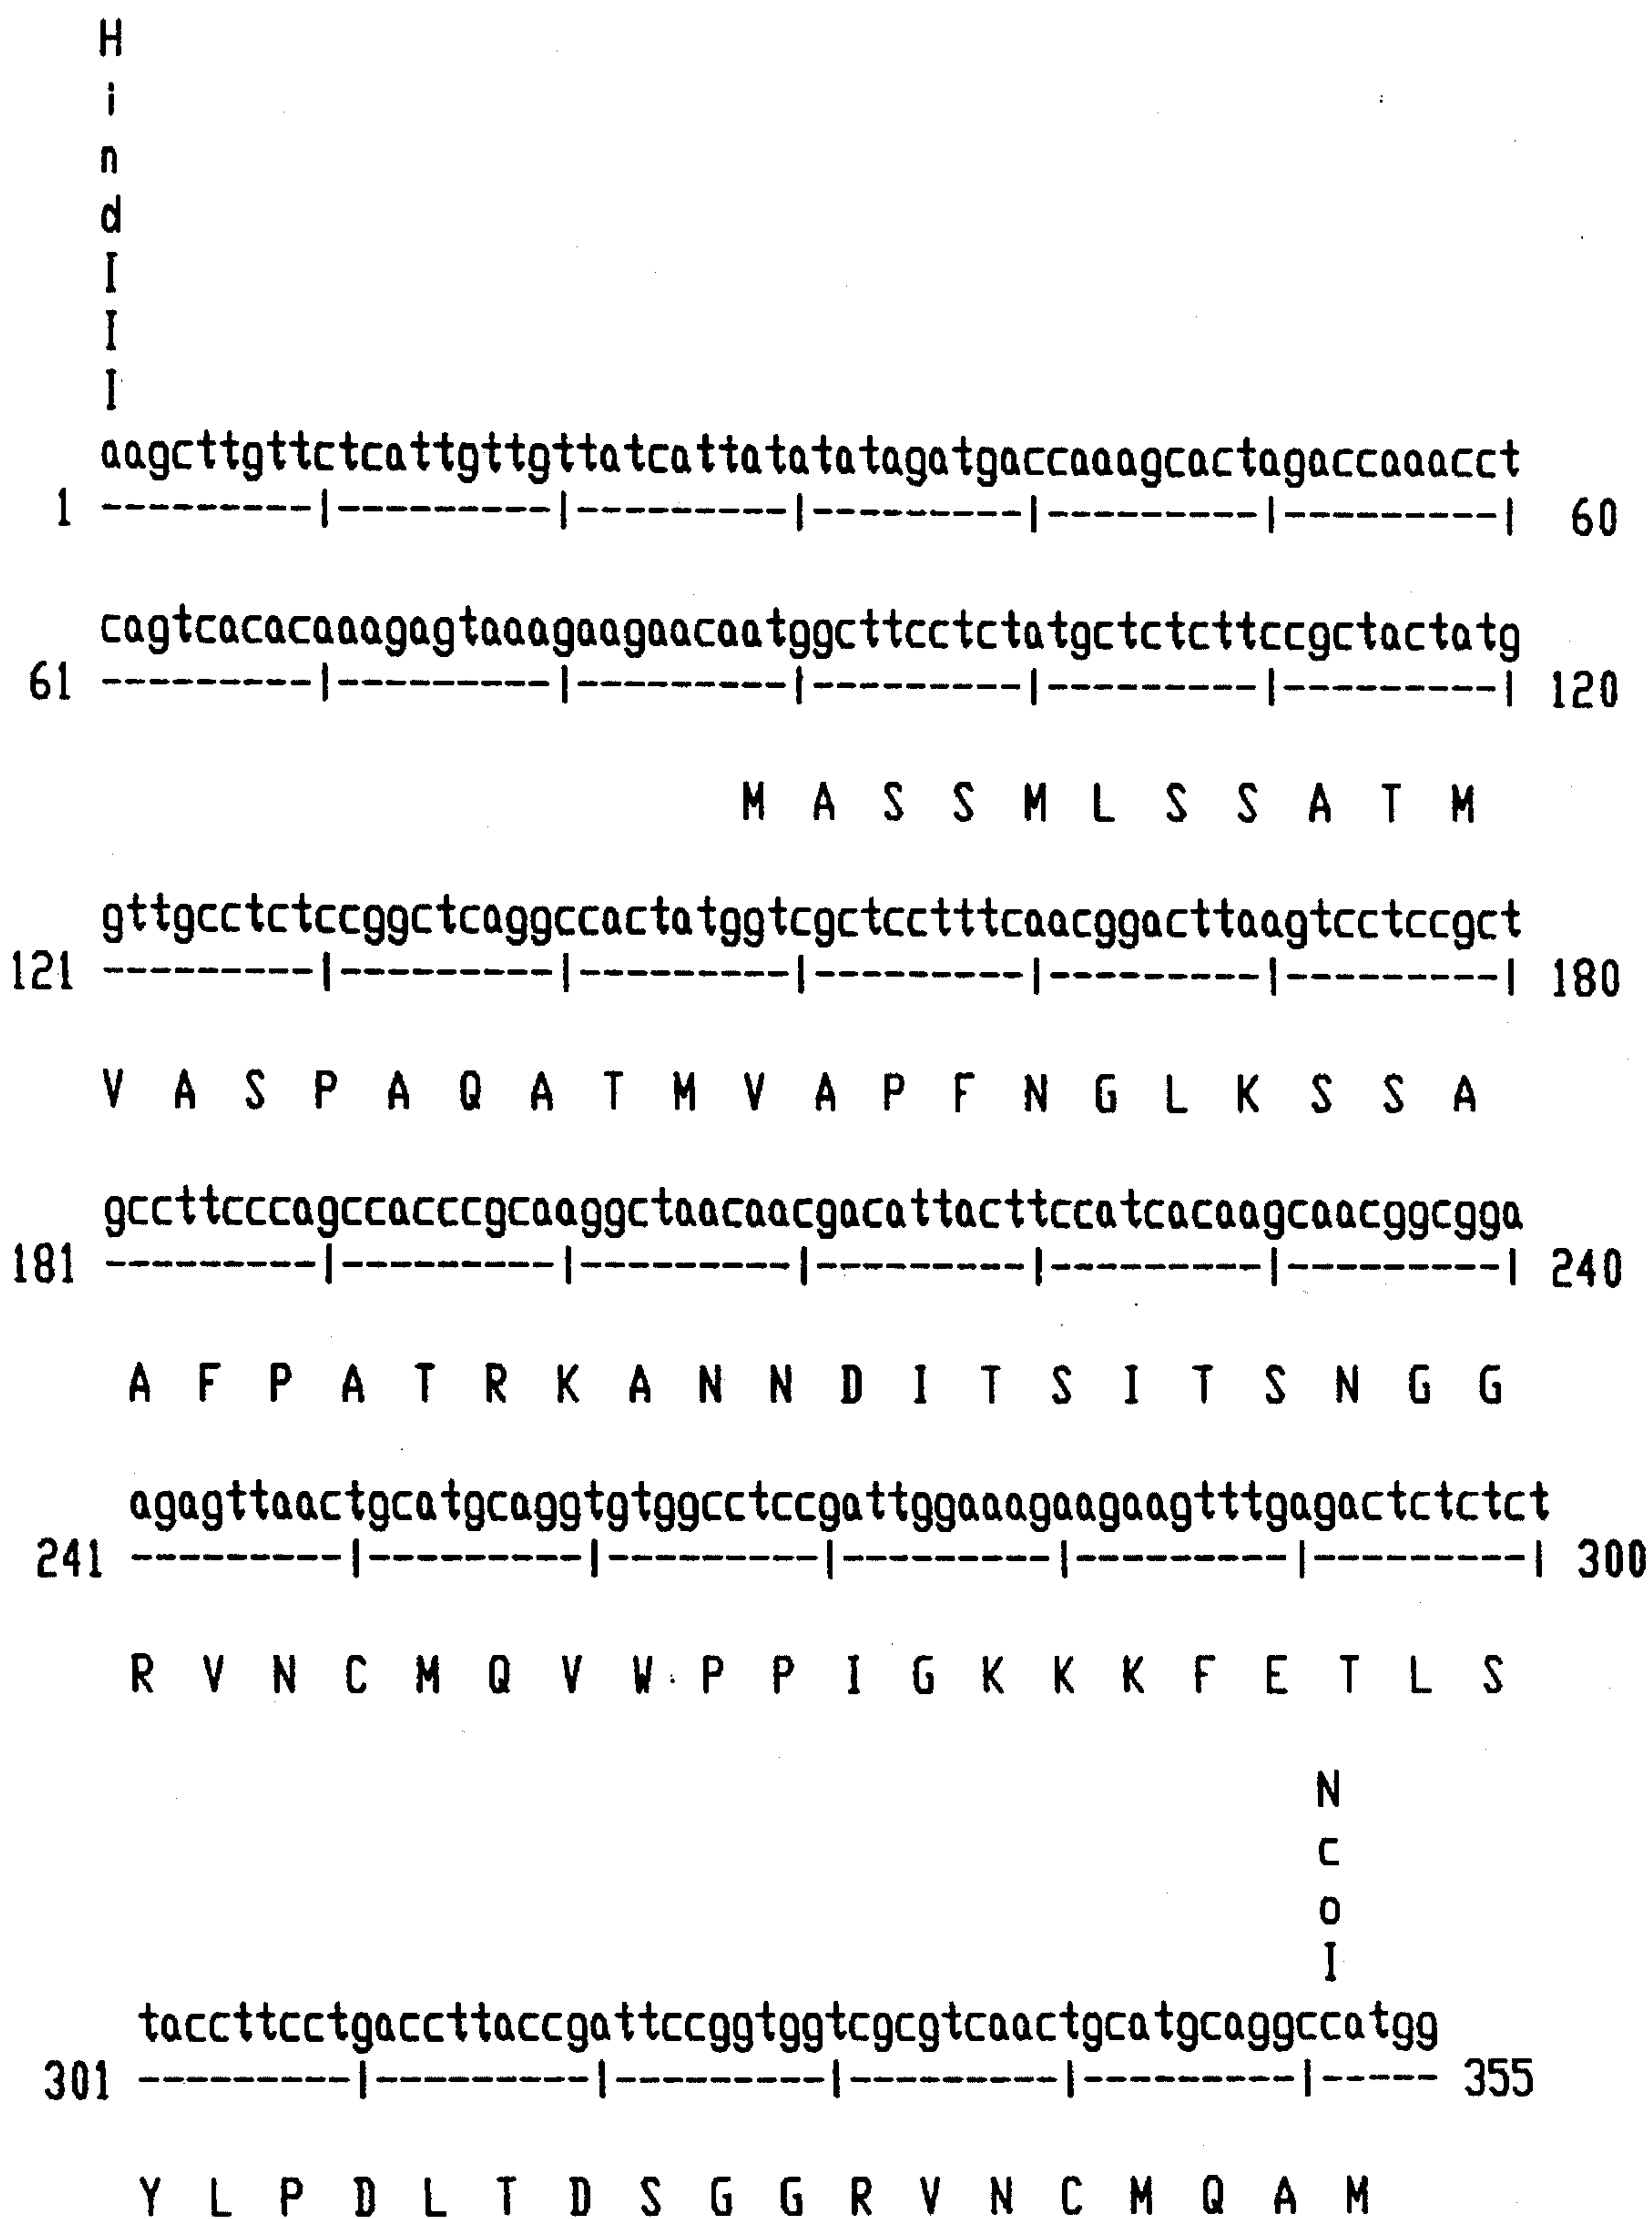 H
i
n
d
I
I
I
aagcttgttctcattgttgttatcattatatatagatgaccaaagcactagaccaaacct
1 ---------|---------|---------|---------|---------|---------| 60
cagtcacacaaagagtaaagaagaacaatggcttcctctatgctctcttccgctactatg
61 ---------|---------|---------|---------|---------|---------| 120
M A S S M L S S A T M
gttgcctctccggctcaggccactatggtcgctcctttcaacggacttaagtcctccgct
121 ---------|---------|---------|---------|---------|---------| 180
V A S P A Q A T M V A P F N G L K S S A
gccttcccagccacccgcaaggctaacaacgacattacttccatcacaagcaacggcgga
181 ---------|---------|---------|---------|---------|---------| 240
A F P A T R K A N N D I T S I T S N G G
agagttaactgcatgcaggtgtggcctccgattggaaagaagaagtttgagactctctct
241 ---------|---------|---------|---------|---------|---------| 300
R V N C M Q V W P P I G K K K F E T L S
N
c
o
I
taccttcctgaccttaccgattccggtggtcgcgtcaactgcatgcaggccatgg
301 ---------|---------|---------|---------|---------|----- 355
Y L P D L T D S G G R V N C M Q A M